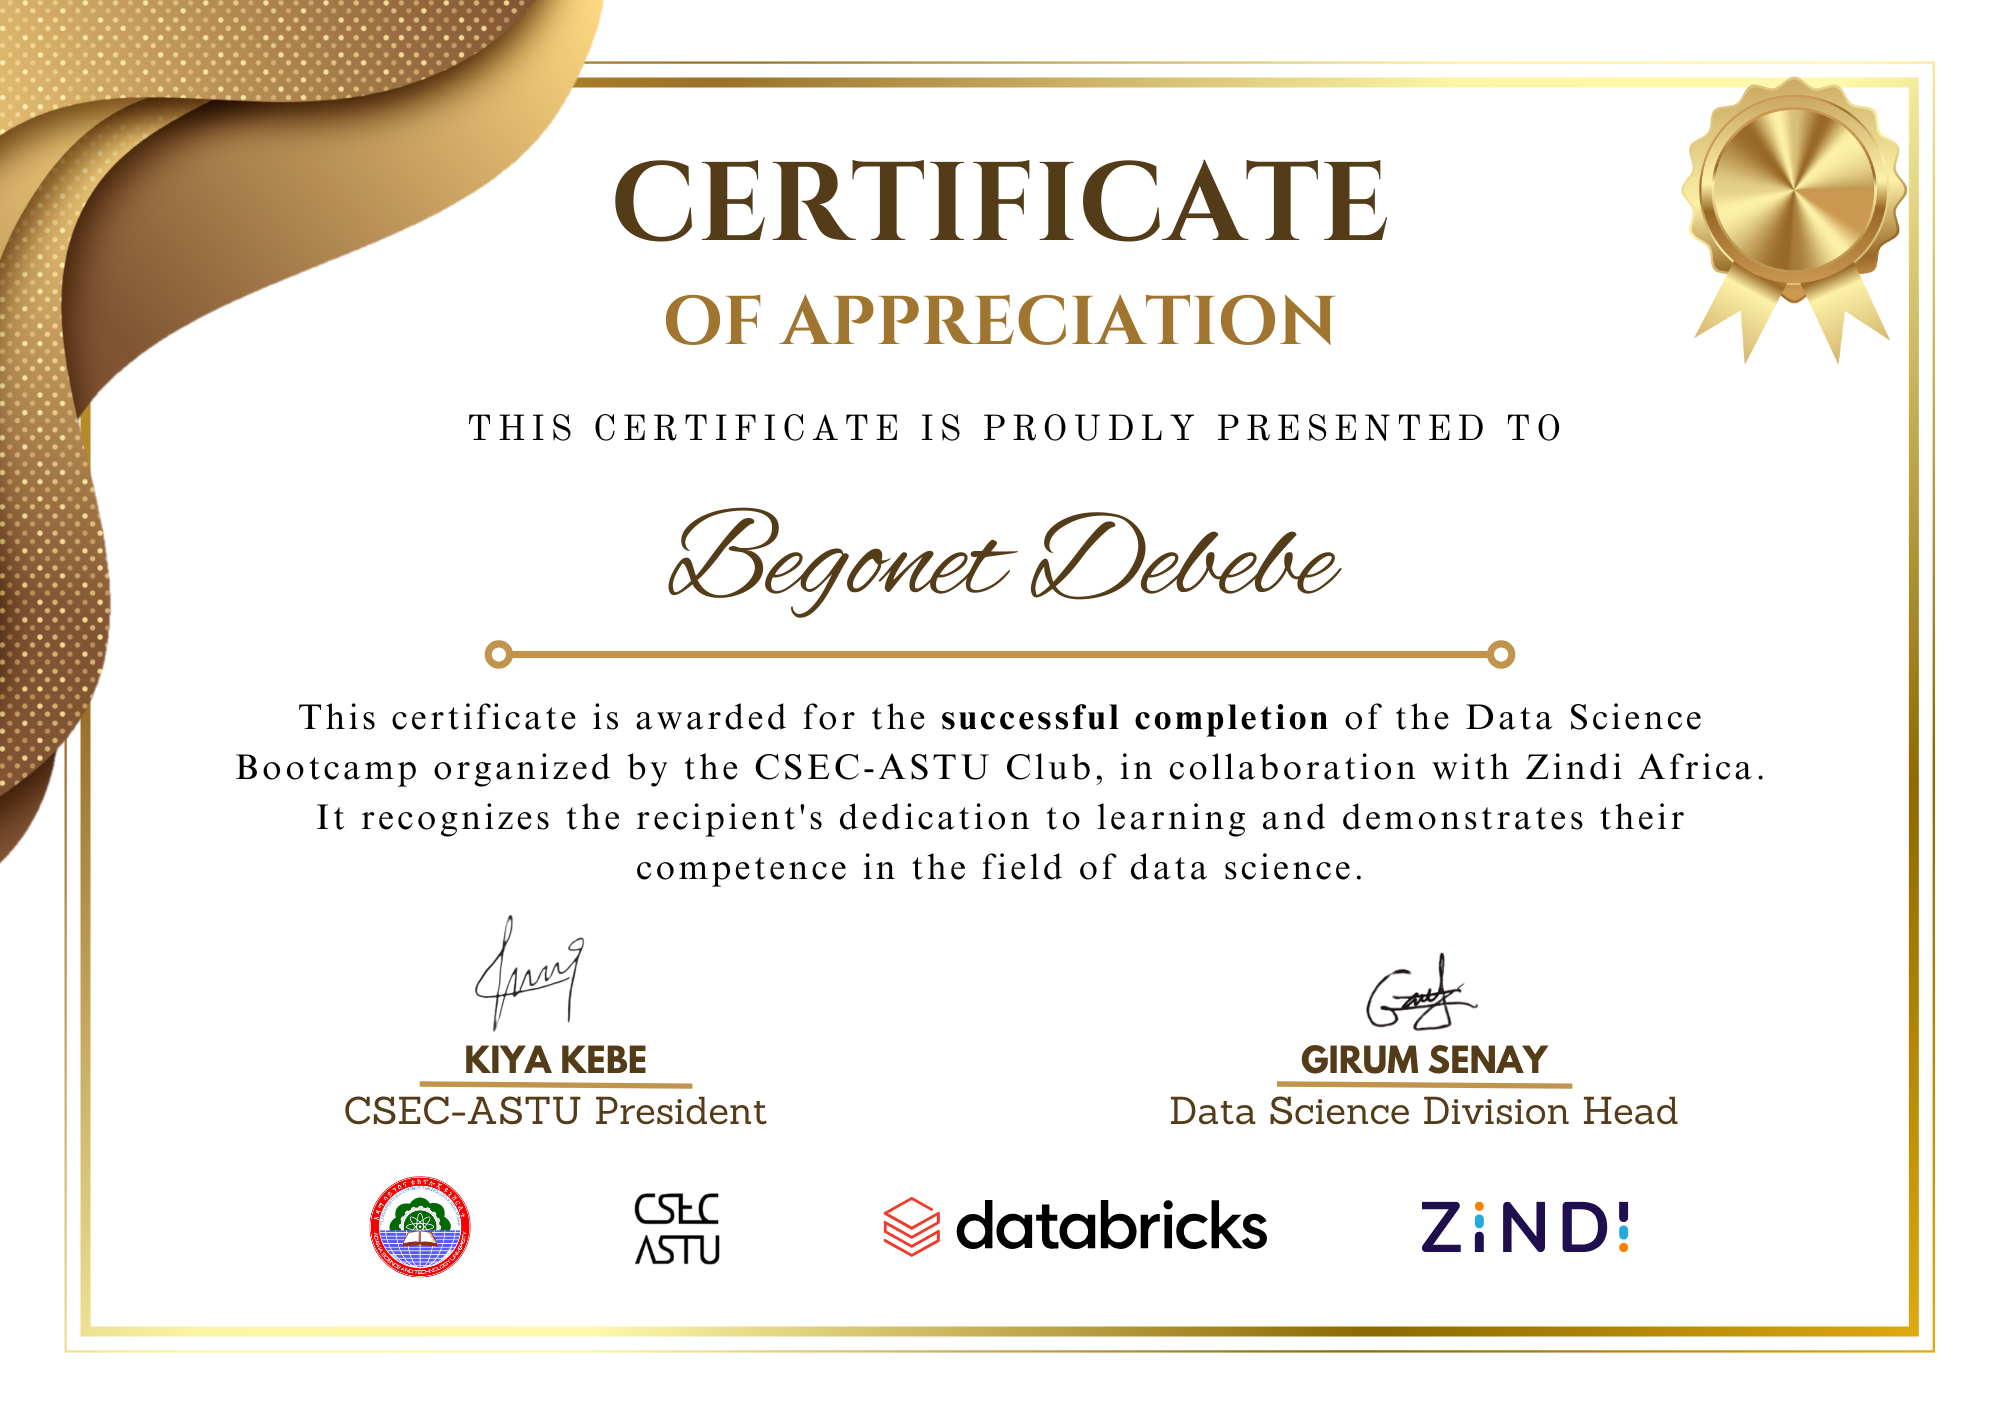 CERTIFICATE
OF APPRECIATION
THIS CERTIFICATE IS PROUDLY PRESENTED TO
Begonet Debebe
This certificate is awarded for the successful completion of the Data Science
Bootcamp organized by the CSEC-ASTU Club, in collaboration with Zindi Africa.
It recognizes the recipient's dedication to learning and demonstrates their
competence in the field of data science.
KIYA KEBE
CSEC-ASTU President
GIRUM SENAY
Data Science Division Head
CSEC
ASTU
databricks
ZiND!